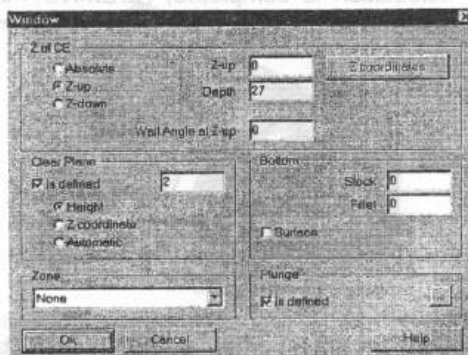 Window
Z of CE
Absolute
Z-up
Z-down
Z-up 0
Depth 27
Z coordinates
Wall Angle at Z-up 0
Clear Plane
is defined 2
Height
Z coordinate
Automatic
Bottom
Stock 0
Fillet 0
Surface
Zone
None
Plunge
is defined ...
Ok
Cancel
Help